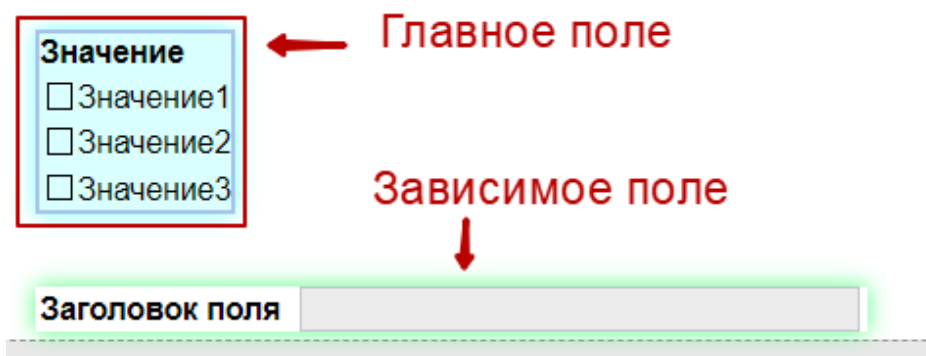 Главное поле
Значение
Значение1
Значение2
Значение3
Зависимое поле
Заголовок поля